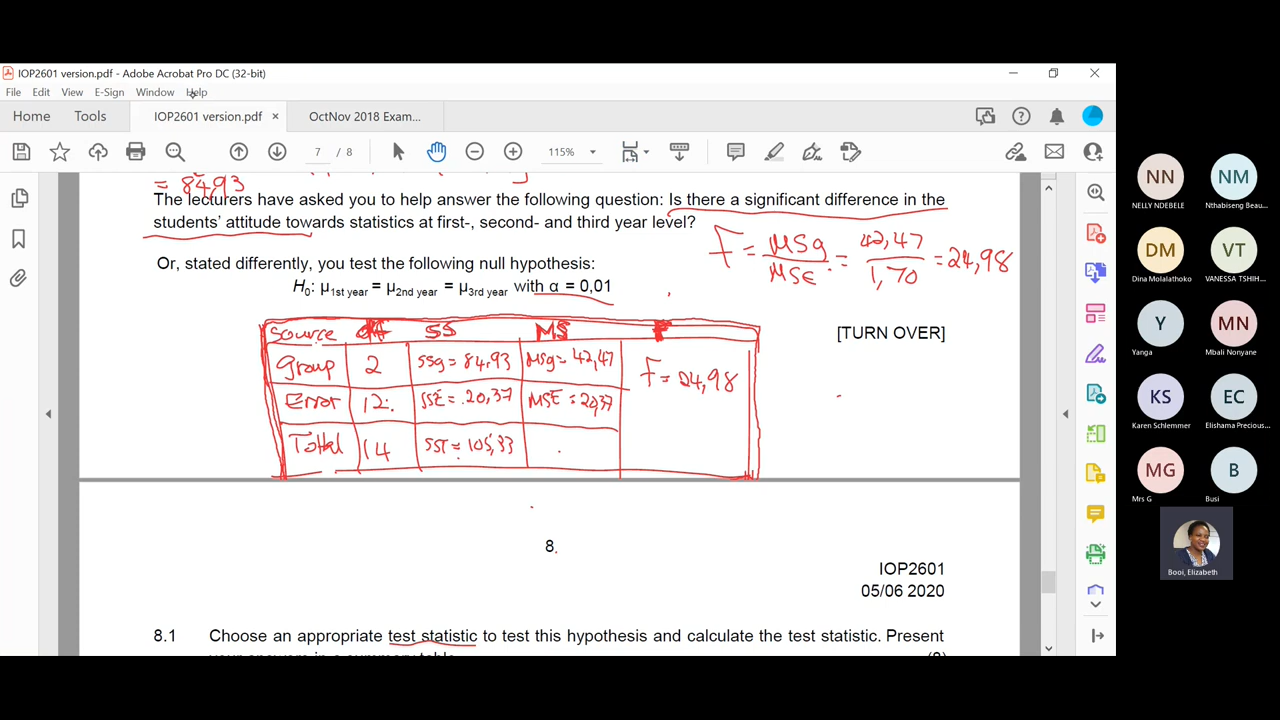 IOP2601 version.pdf - Adobe Acrobat Pro DC (32-bit)
File Edit View E-Sign Window Help
Home Tools IOP2601 version.pdf × OctNov 2018 Exam...
7 / 8 115%
= 84,93
The lecturers have asked you to help answer the following question: Is there a significant difference in the
students' attitude towards statistics at first-, second- and third year level?
F = MSg / MSE = 42,47 / 1,70 = 24,98
Or, stated differently, you test the following null hypothesis:
H0: μ1st year = μ2nd year = μ3rd year with α = 0,01
[TURN OVER]
Source df SS MS F
Group 2 SSg = 84,93 MSg = 42,47 F = 24,98
Error 12 SSE = 20,37 MSE = 20,37
Total 14 SST = 105,33
8
IOP2601
05/06 2020
8.1 Choose an appropriate test statistic to test this hypothesis and calculate the test statistic. Present
NN NM
NELLY NDEBELE Nthabiseng Beau...
DM VT
Dina Molalathoko VANESSA TSHIH...
Y MN
Yanga Mbali Nonyane
KS EC
Karen Schlemmer Elishama Precious...
MG B
Mrs G Busi
Booi, Elizabeth